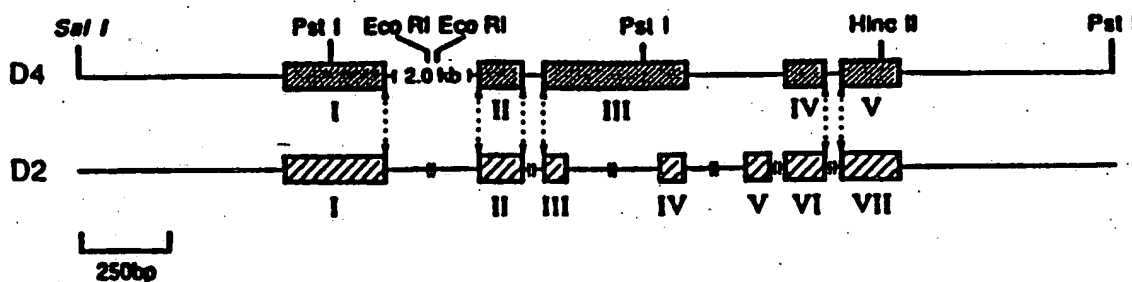 Sal I Pst I Eco RI Eco RI Pst I Hinc II Pst I
D4 2.0 kb
I II III IV V
D2
I II III IV V VI VII
250bp